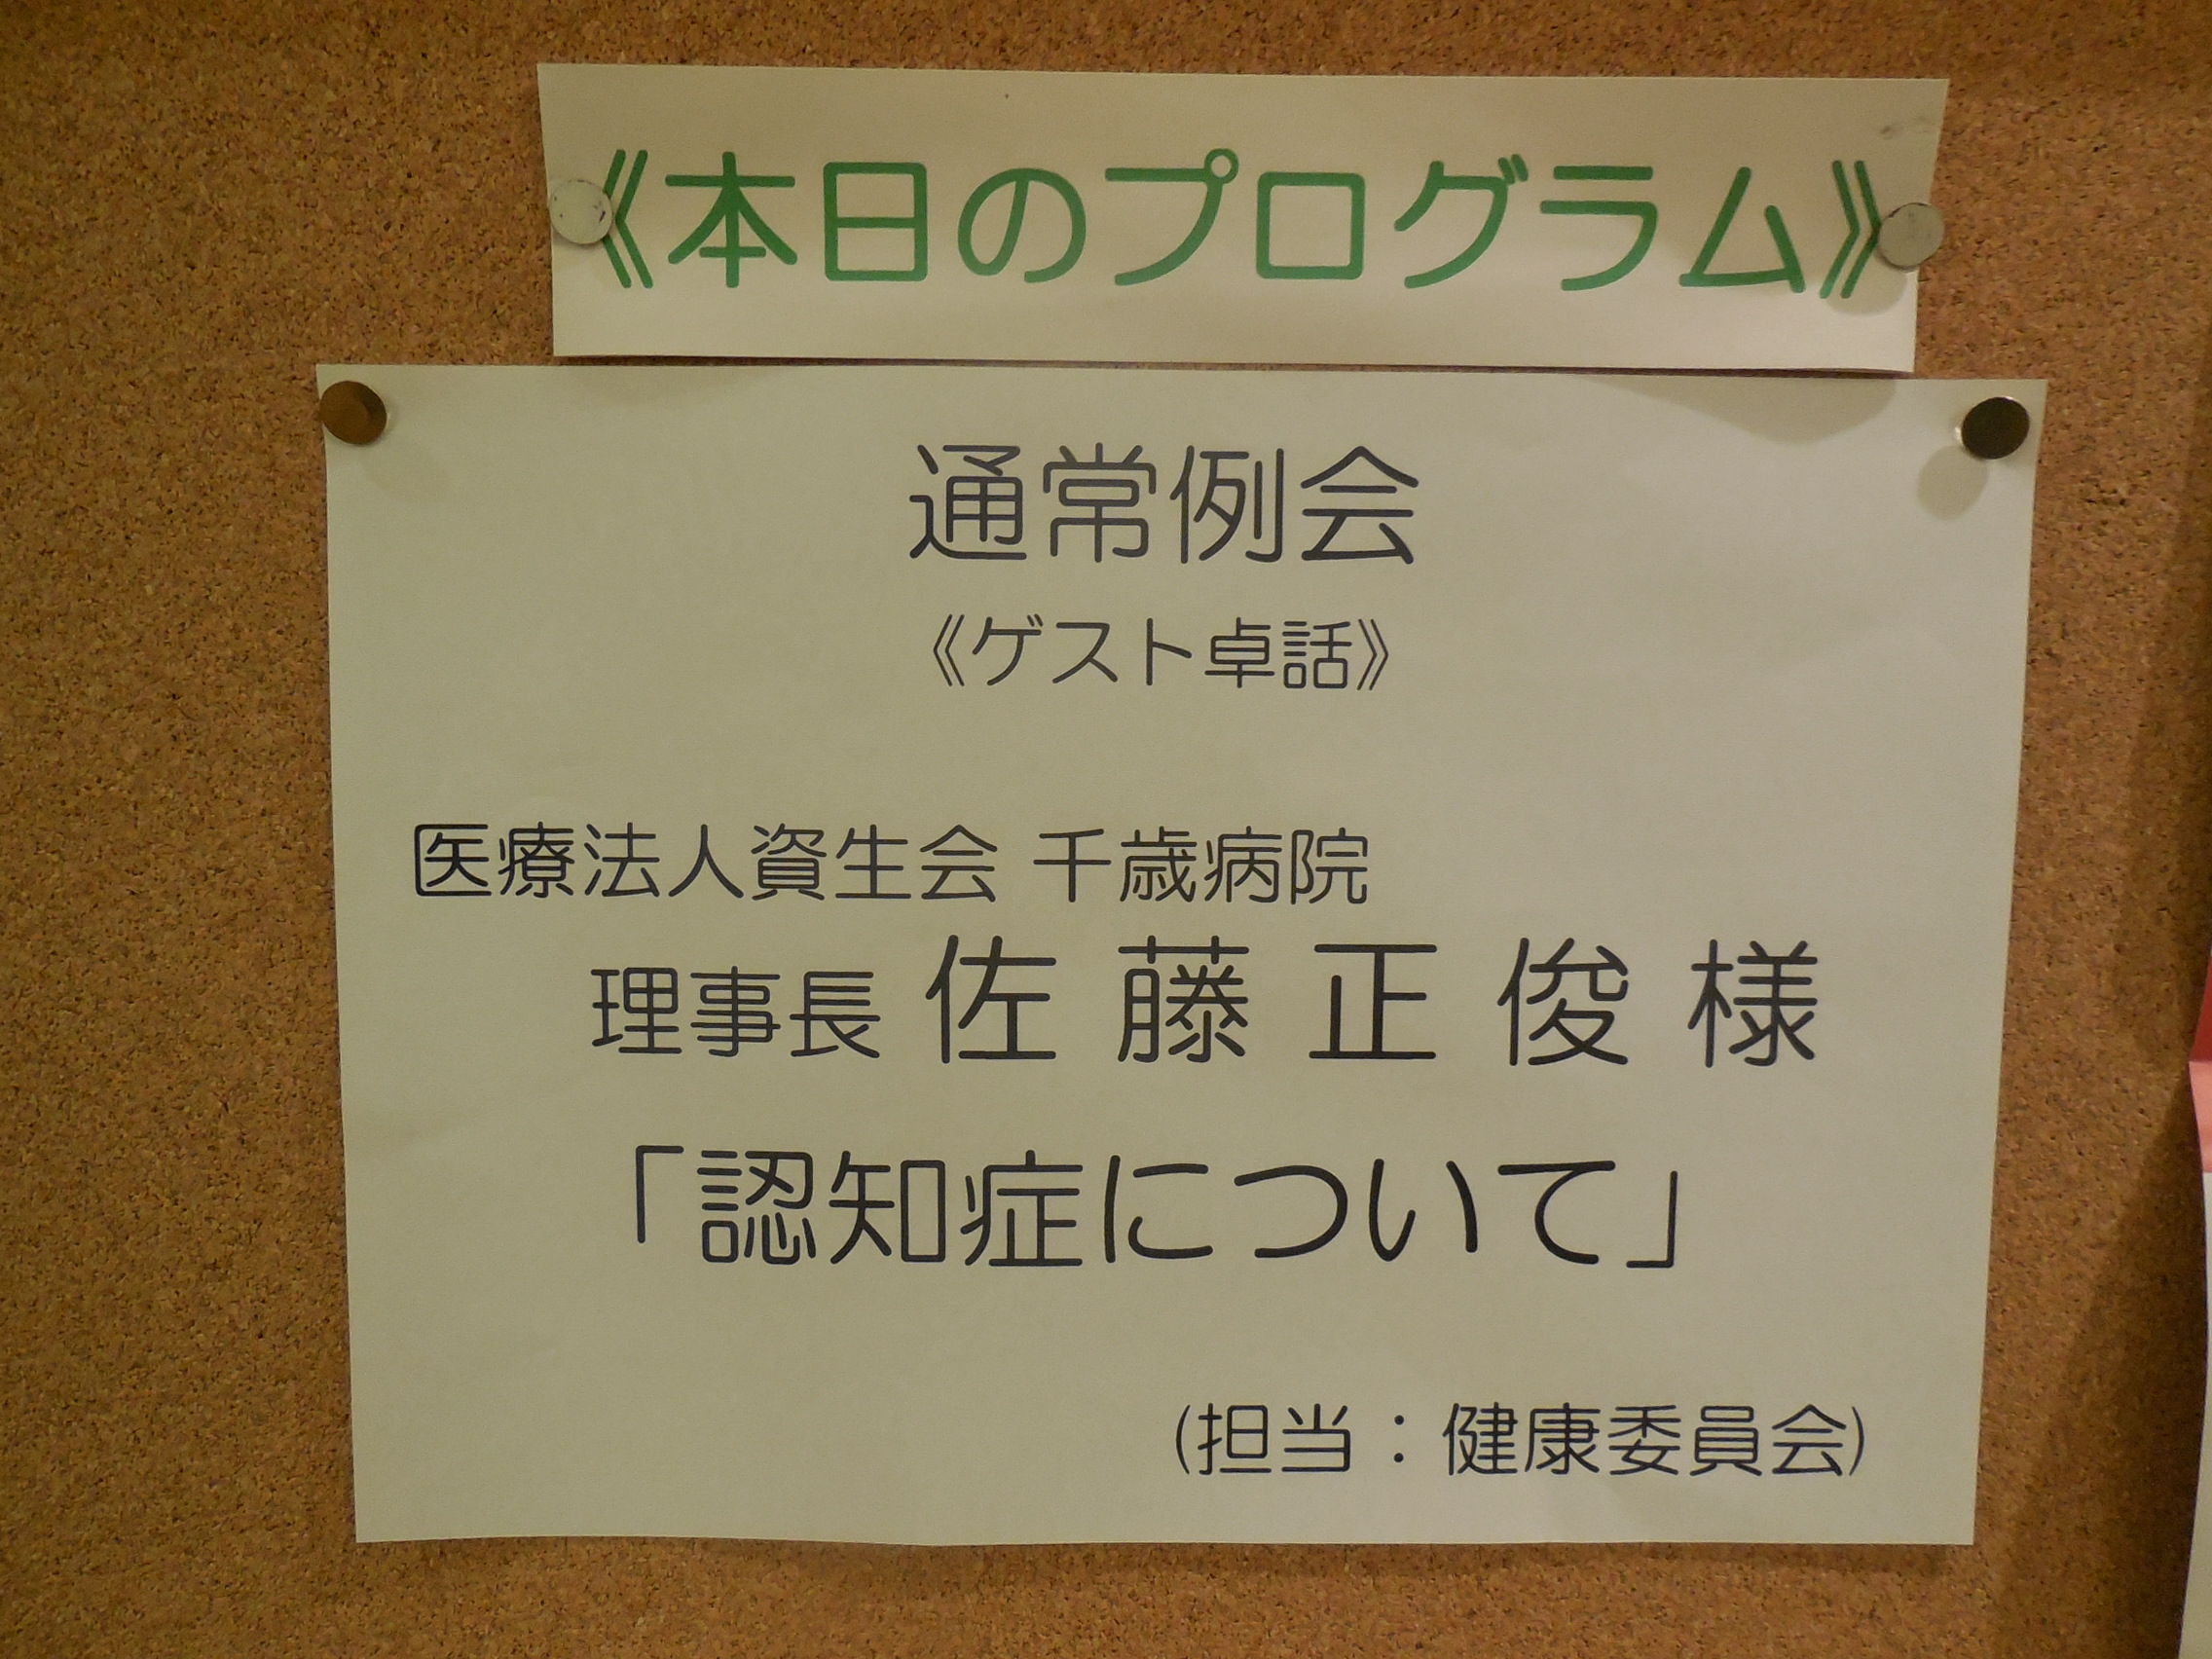 《本日のプログラム》
通常例会
《ゲスト卓話》
医療法人資生会 千歳病院
理事長 佐藤正俊様
「認知症について」
(担当：健康委員会)